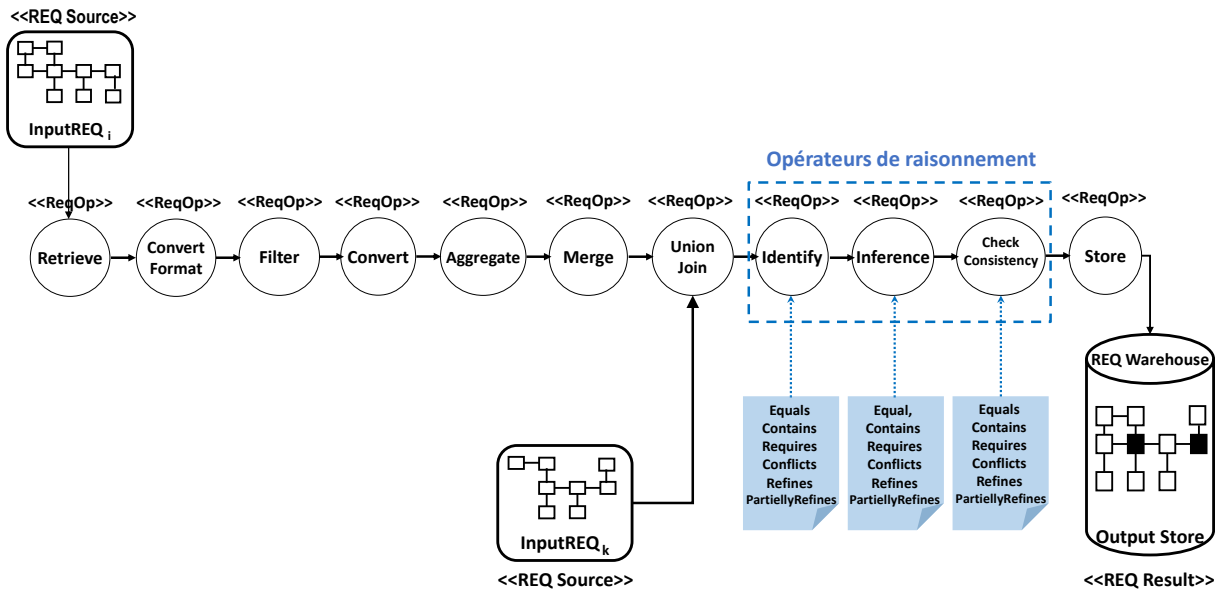 <<REQ Source>>
InputREQ i
Opérateurs de raisonnement
<<ReqOp>> <<ReqOp>> <<ReqOp>> <<ReqOp>> <<ReqOp>> <<ReqOp>> <<ReqOp>> <<ReqOp>> <<ReqOp>> <<ReqOp>> <<ReqOp>>
Retrieve
Convert
Format
Filter
Convert
Aggregate
Merge
Union
Join
Identify
Inference
Check
Consistency
Store
REQ Warehouse
Equals
Contains
Requires
Conflicts
Refines
PartiellyRefines
Equal,
Contains
Requires
Conflicts
Refines
PartiellyRefines
Equals
Contains
Requires
Conflicts
Refines
PartiellyRefines
Output Store
InputREQ k
<<REQ Source>>
<<REQ Result>>